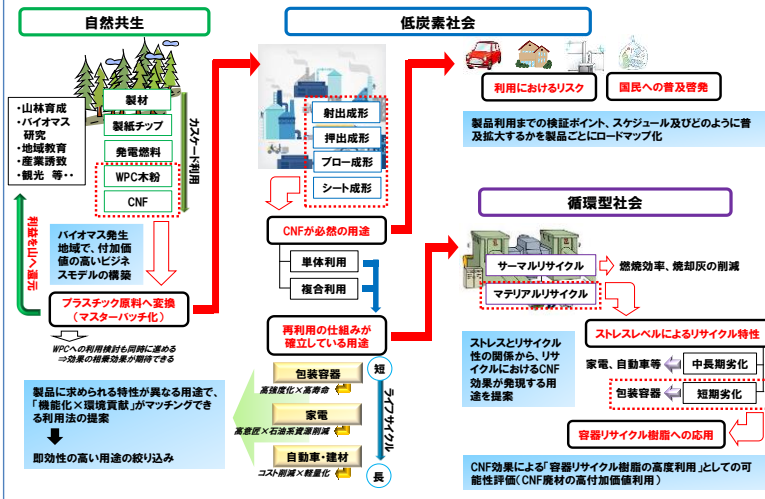 自然共生
・山林育成
・バイオマス
研究
・地域教育
・産業誘致
・観光 等・・
製材
製紙チップ
発電燃料
WPC木粉
CNF
カスケード利用
利益を山へ還元
バイオマス発生
地域で、付加価
値の高いビジネ
スモデルの構築
プラスチック原料へ変換
(マスターバッチ化)
WPCへの利用検討も同時に進める
⇒効果の相乗効果が期待できる
製品に求められる特性が異なる用途で、
「機能化×環境貢献」がマッチングでき
る利用法の提案
即効性の高い用途の絞り込み
低炭素社会
射出成形
押出成形
ブロー成形
シート成形
CNFが必然の用途
単体利用
複合利用
再利用の仕組みが
確立している用途
包装容器
高強度化×高寿命
家電
高意匠×石油系資源削減
自動車・建材
コスト削減×軽量化
短
ライフサイクル
長
利用におけるリスク
国民への普及啓発
製品利用までの検証ポイント、スケジュール及びどのように普
及拡大するかを製品ごとにロードマップ化
循環型社会
サーマルリサイクル
燃焼効率、焼却灰の削減
マテリアルリサイクル
ストレスとリサイクル
性の関係から、リサ
イクルにおけるCNF
効果が発現する用
途を提案
ストレスレベルによるリサイクル特性
家電、自動車等
中長期劣化
包装容器
短期劣化
容器リサイクル樹脂への応用
CNF効果による「容器リサイクル樹脂の高度利用」としての可
能性評価(CNF廃材の高付加価値利用)